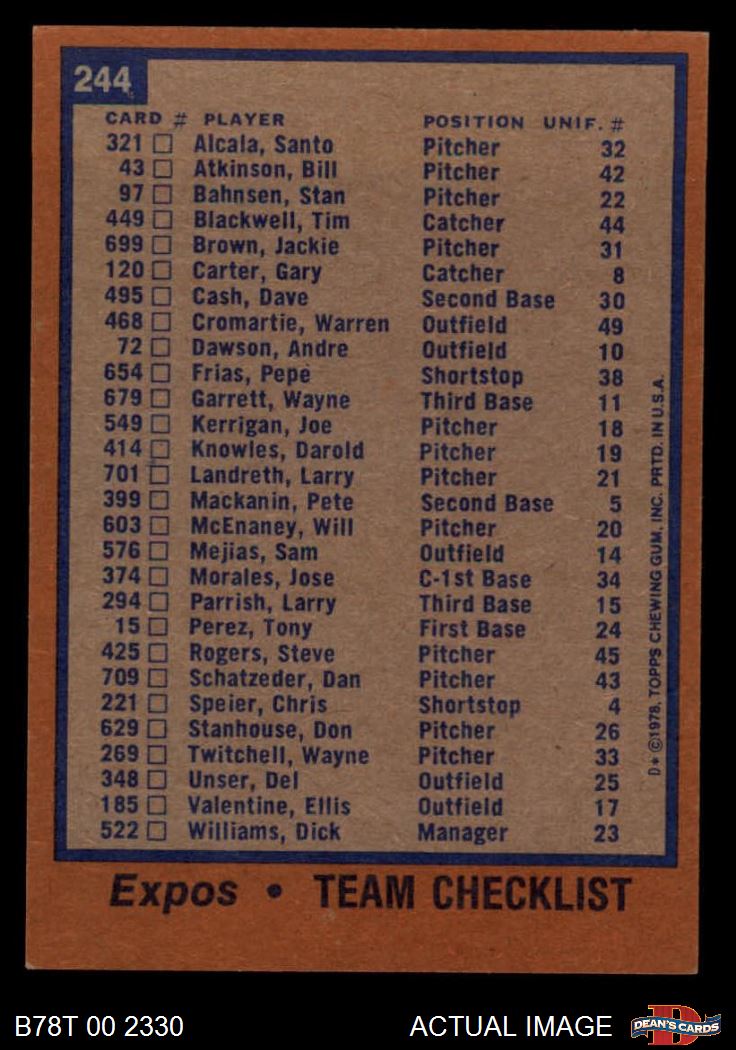 244
CARD # PLAYER POSITION UNIF. #
321 Alcala, Santo Pitcher 32
43 Atkinson, Bill Pitcher 42
97 Bahnsen, Stan Pitcher 22
449 Blackwell, Tim Catcher 44
699 Brown, Jackie Pitcher 31
120 Carter, Gary Catcher 8
495 Cash, Dave Second Base 30
468 Cromartie, Warren Outfield 49
72 Dawson, Andre Outfield 10
654 Frias, Pepe Shortstop 38
679 Garrett, Wayne Third Base 11
549 Kerrigan, Joe Pitcher 18
414 Knowles, Darold Pitcher 19
701 Landreth, Larry Pitcher 21
399 Mackanin, Pete Second Base 5
603 McEnaney, Will Pitcher 20
576 Mejias, Sam Outfield 14
374 Morales, Jose C-1st Base 34
294 Parrish, Larry Third Base 15
15 Perez, Tony First Base 24
425 Rogers, Steve Pitcher 45
709 Schatzeder, Dan Pitcher 43
221 Speier, Chris Shortstop 4
629 Stanhouse, Don Pitcher 26
269 Twitchell, Wayne Pitcher 33
348 Unser, Del Outfield 25
185 Valentine, Ellis Outfield 17
522 Williams, Dick Manager 23
D* ©1978, TOPPS CHEWING GUM, INC. PRTD. IN U.S.A.
Expos • TEAM CHECKLIST
B78T 00 2330 ACTUAL IMAGE
D
DEAN'S CARDS